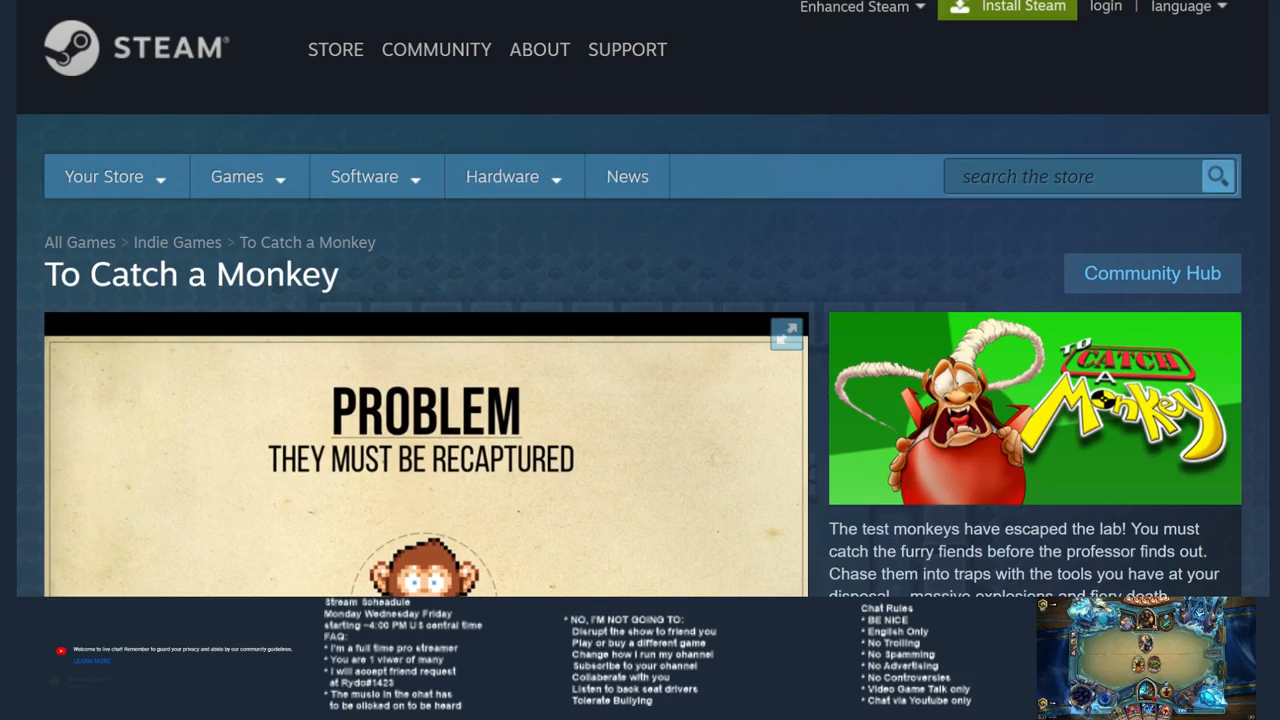 Enhanced Steam
Install Steam
login
language
STEAM®
STORE
COMMUNITY
ABOUT
SUPPORT
Your Store
Games
Software
Hardware
News
search the store
All Games > Indie Games > To Catch a Monkey
To Catch a Monkey
Community Hub
PROBLEM
THEY MUST BE RECAPTURED
TO
CATCH
A
Monkey
The test monkeys have escaped the lab! You must
catch the furry fiends before the professor finds out.
Chase them into traps with the tools you have at your
disposal... massive explosions and fiery death
Welcome to live chat! Remember to guard your privacy and abide by our community guidelines.
LEARN MORE
Stream Scheadule
Monday Wednesday Friday
starting ~4:00 PM US central time
FAQ:
* I'm a full time pro streamer
* You are 1 viwer of many
* I will accept friend request
at Rydo#1423
* The music in the chat has
to be clicked on to be heard
* NO, I'M NOT GOING TO:
Disrupt the show to friend you
Play or buy a different game
Change how I run my channel
Subscribe to your channel
Collaborate with you
Listen to back seat drivers
Tolerate Bullying
Chat Rules
* BE NICE
* English Only
* No Trolling
* No Spamming
* No Advertising
* No Controversies
* Video Game Talk only
* Chat via Youtube only